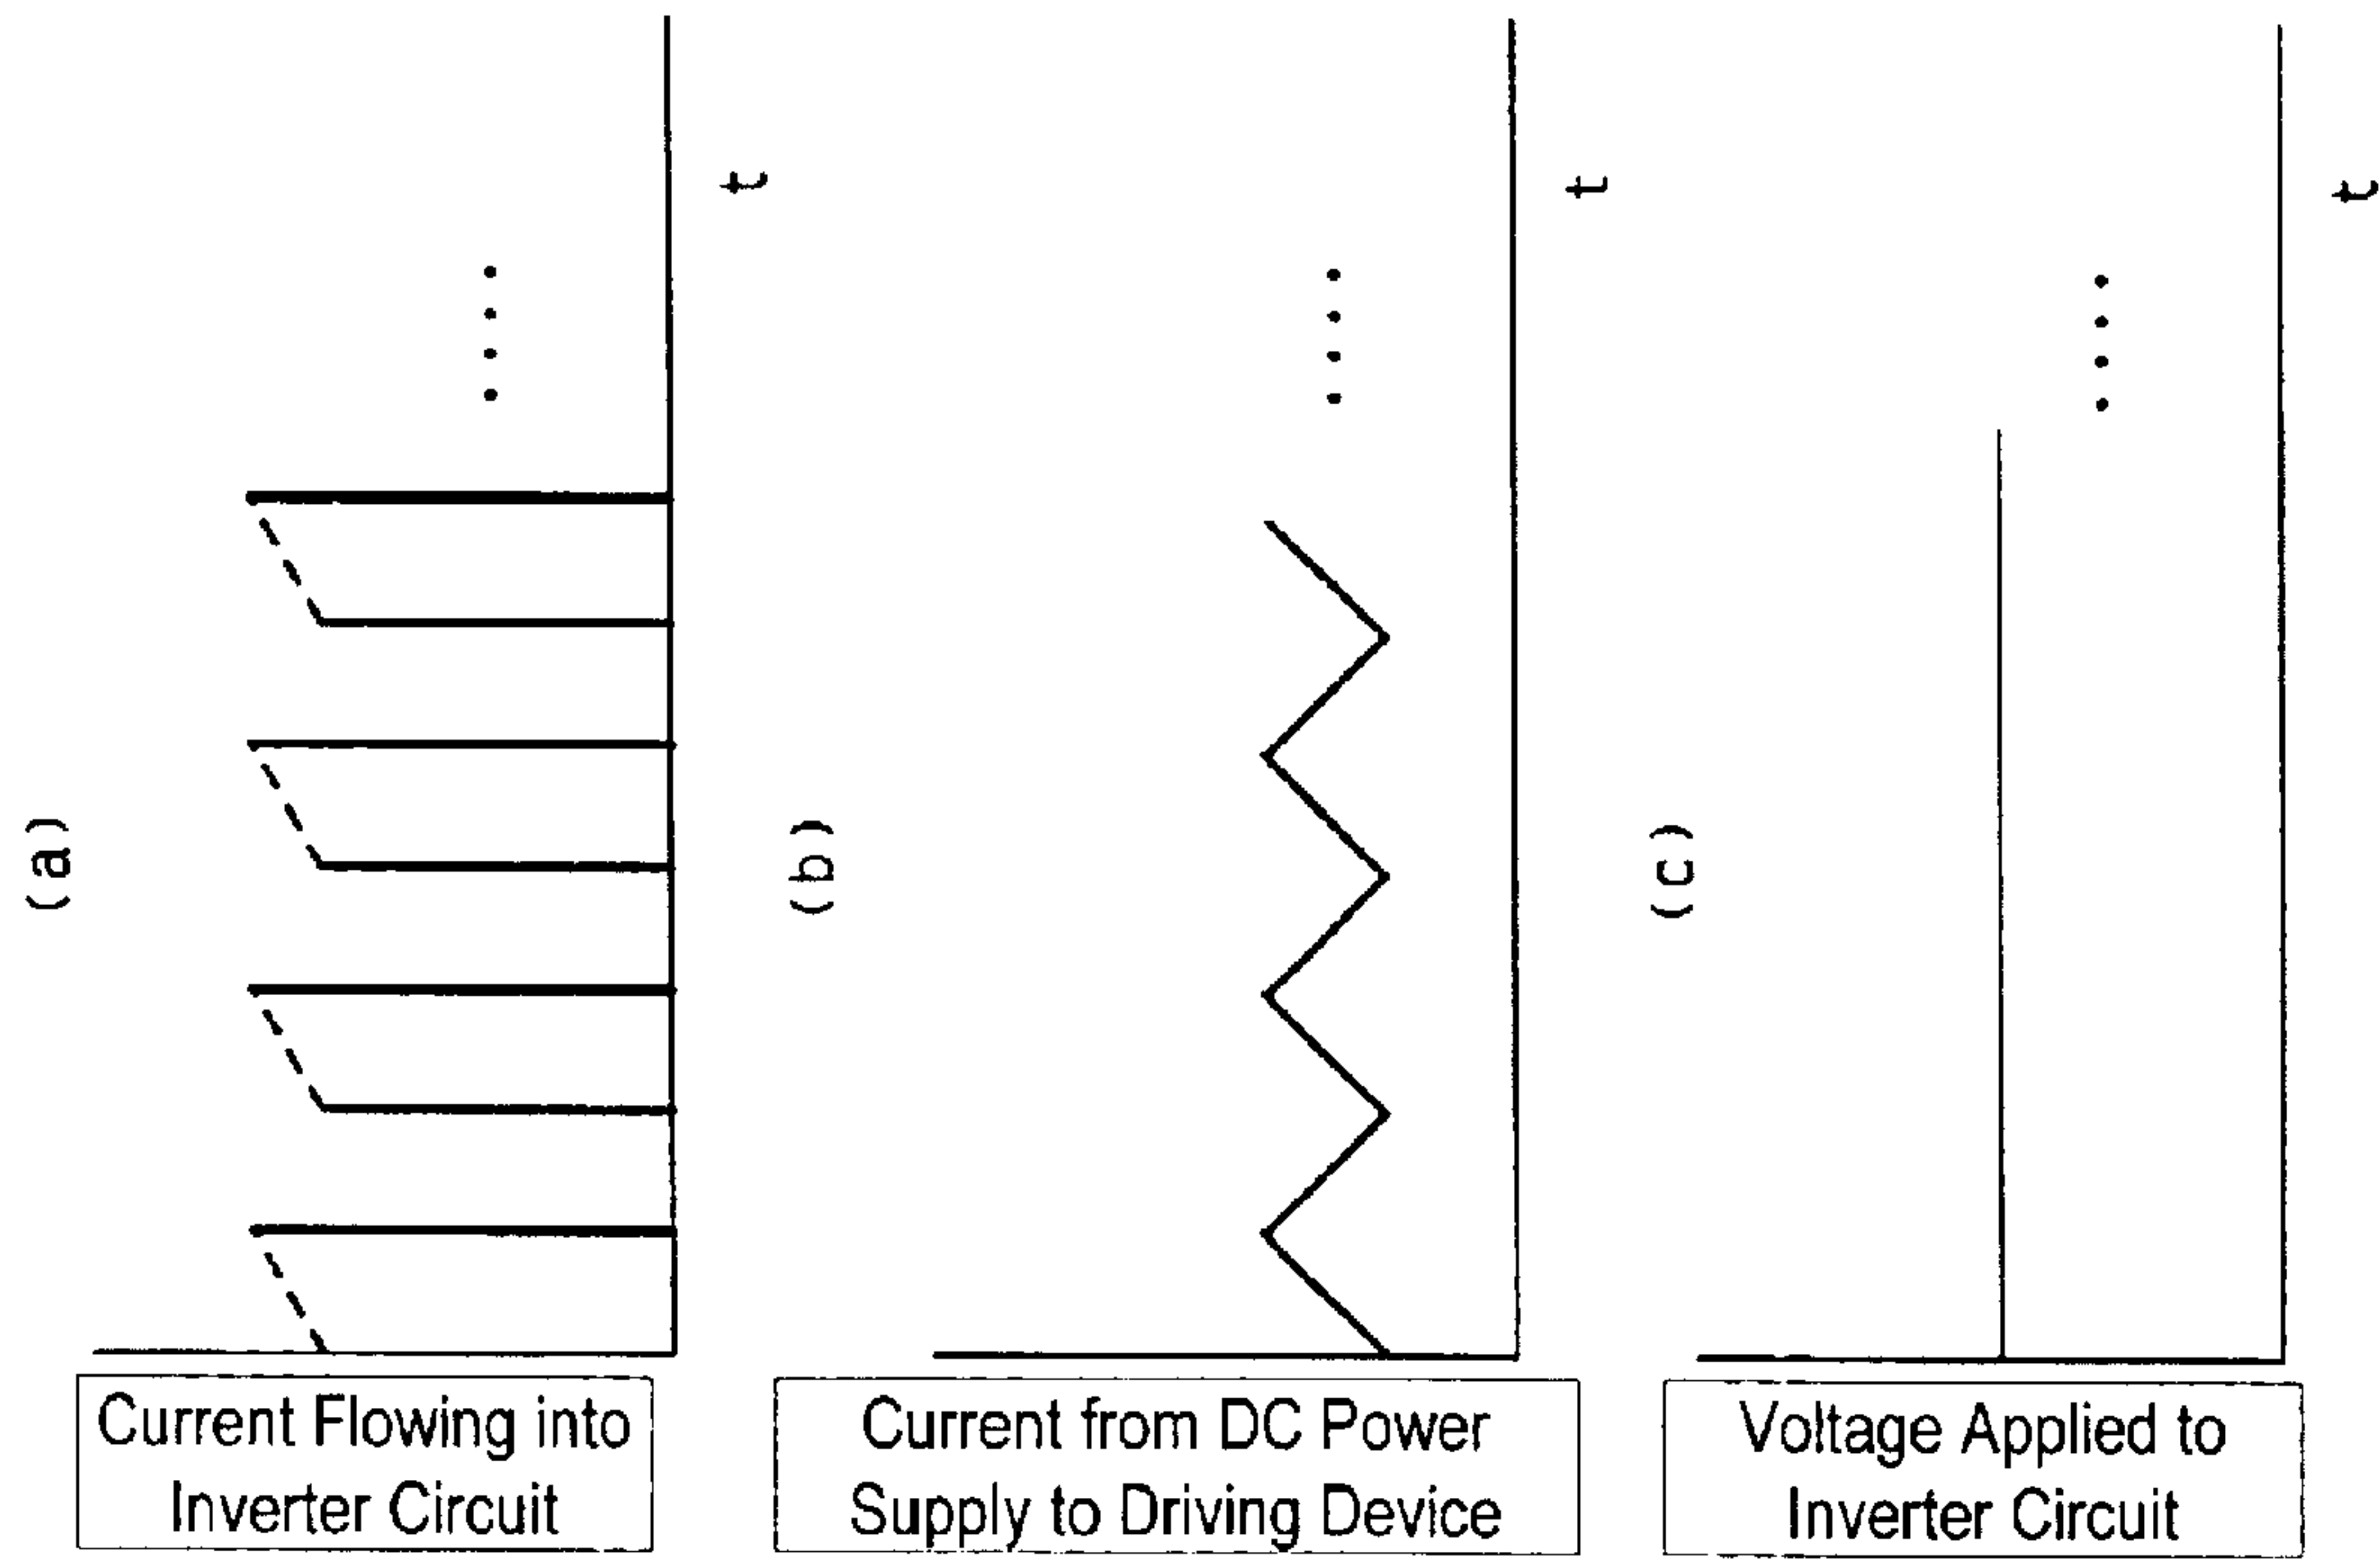 (a)
Current Flowing into
Inverter Circuit
t
(b)
Current from DC Power
Supply to Driving Device
t
(c)
Voltage Applied to
Inverter Circuit
t